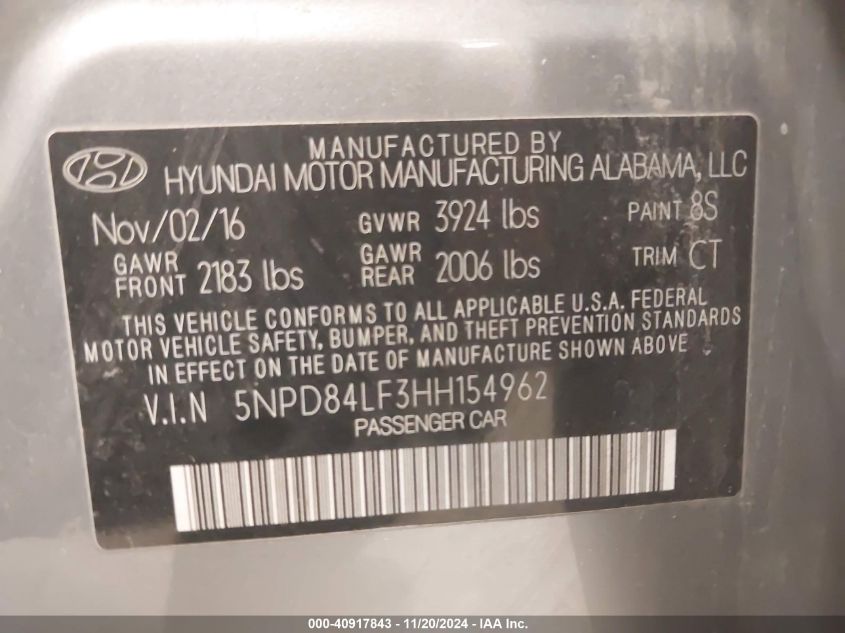 MANUFACTURED BY
HYUNDAI MOTOR MANUFACTURING ALABAMA, LLC
Nov/02/16 GVWR 3924 lbs PAINT 8S
GAWR FRONT 2183 lbs GAWR REAR 2006 lbs TRIM CT
THIS VEHICLE CONFORMS TO ALL APPLICABLE U.S.A. FEDERAL
MOTOR VEHICLE SAFETY, BUMPER, AND THEFT PREVENTION STANDARDS
IN EFFECT ON THE DATE OF MANUFACTURE SHOWN ABOVE
V.I.N 5NPD84LF3HH154962
PASSENGER CAR
000-40917843 - 11/20/2024 - IAA Inc.